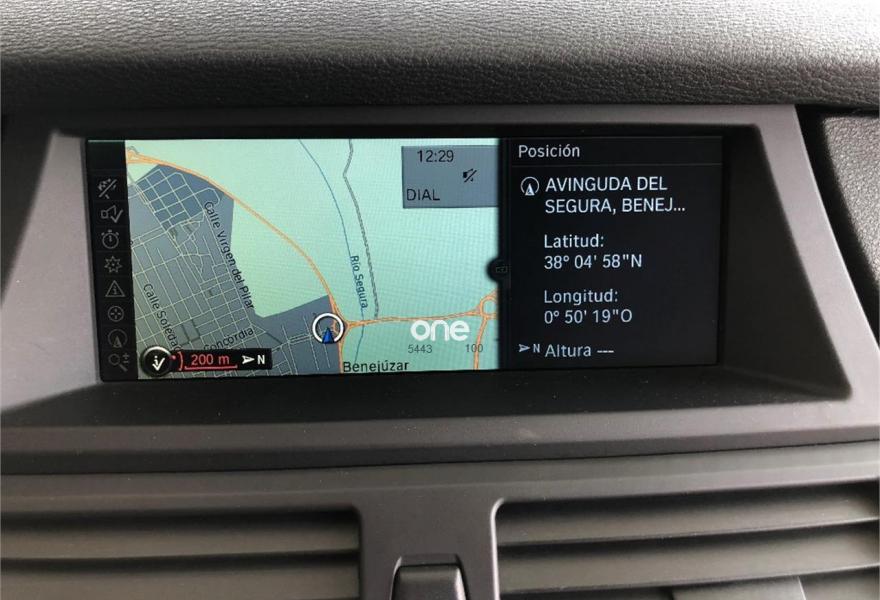 12:29
DIAL
Calle Virgen del Pilar
Río Segura
Calle Soledad
Concordia
200 m
N
Benejúzar
one
5443
100
Posición
AVINGUDA DEL
SEGURA, BENEJ...
Latitud:
38° 04' 58"N
Longitud:
0° 50' 19"O
N Altura ---